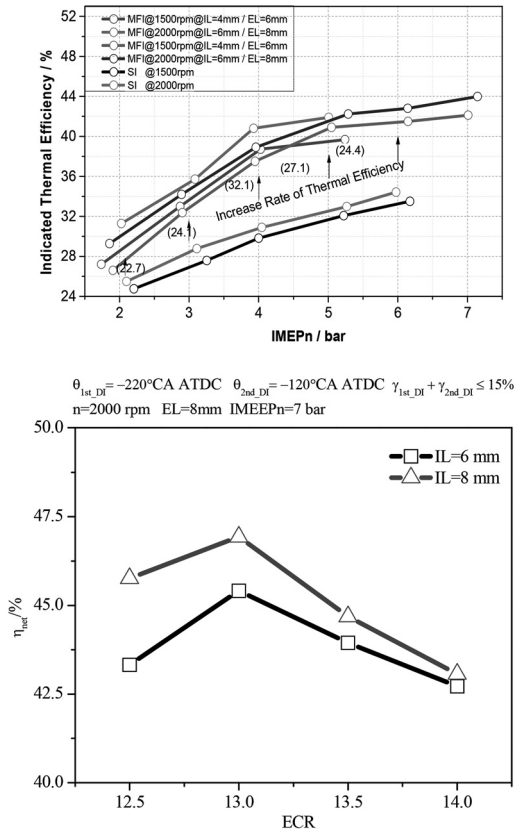 52
48
44
40
36
32
28
24
Indicated Thermal Efficiency / %
MFI@1500rpm@IL=4mm / EL=6mm
MFI@2000rpm@IL=6mm / EL=8mm
MFI@1500rpm@IL=4mm / EL=6mm
MFI@2000rpm@IL=6mm / EL=8mm
SI @1500rpm
SI @2000rpm
(22.7)
(24.1)
(32.1)
(27.1)
(24.4)
Increase Rate of Thermal Efficiency
2 3 4 5 6 7
IMEPn / bar
θ1st_DI= −220°CA ATDC θ2nd_DI=−120°CA ATDC γ1st_DI + γ2nd_DI ≤ 15%
n=2000 rpm EL=8mm IMEEPn=7 bar
50.0
47.5
45.0
42.5
40.0
ηnet/%
IL=6 mm
IL=8 mm
12.5 13.0 13.5 14.0
ECR